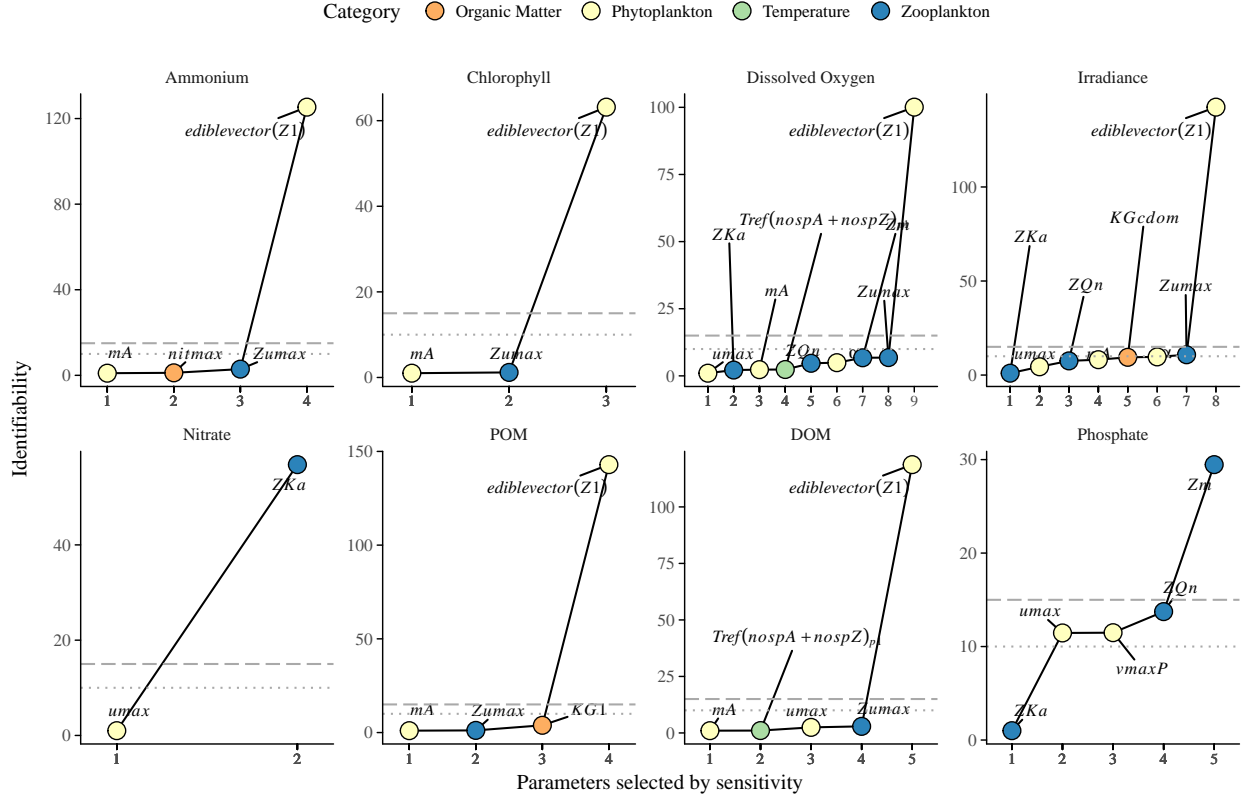 Category Organic Matter Phytoplankton Temperature Zooplankton
Identifiability
Ammonium
120
80
40
0
ediblevector(Z1)
mA
nitmax
Zumax
1 2 3 4
Chlorophyll
60
40
20
0
ediblevector(Z1)
mA
Zumax
1 2 3
Dissolved Oxygen
100
75
50
25
0
ediblevector(Z1)
Tref(nospA + nospZ)
Zm
ZKa
mA
Zumax
umax
ZQn
1 2 3 4 5 6 7 8 9
Irradiance
100
50
0
ediblevector(Z1)
KGcdom
ZKa
ZQn
Zumax
umax
mA
1 2 3 4 5 6 7 8
Nitrate
40
20
0
ZKa
umax
1 2
POM
150
100
50
0
ediblevector(Z1)
mA
Zumax
KG1
1 2 3 4
DOM
100
75
50
25
0
ediblevector(Z1)
Tref(nospA + nospZ)p1
mA
umax
Zumax
1 2 3 4 5
Phosphate
30
20
10
0
Zm
ZQn
umax
vmaxP
ZKa
1 2 3 4 5
Parameters selected by sensitivity